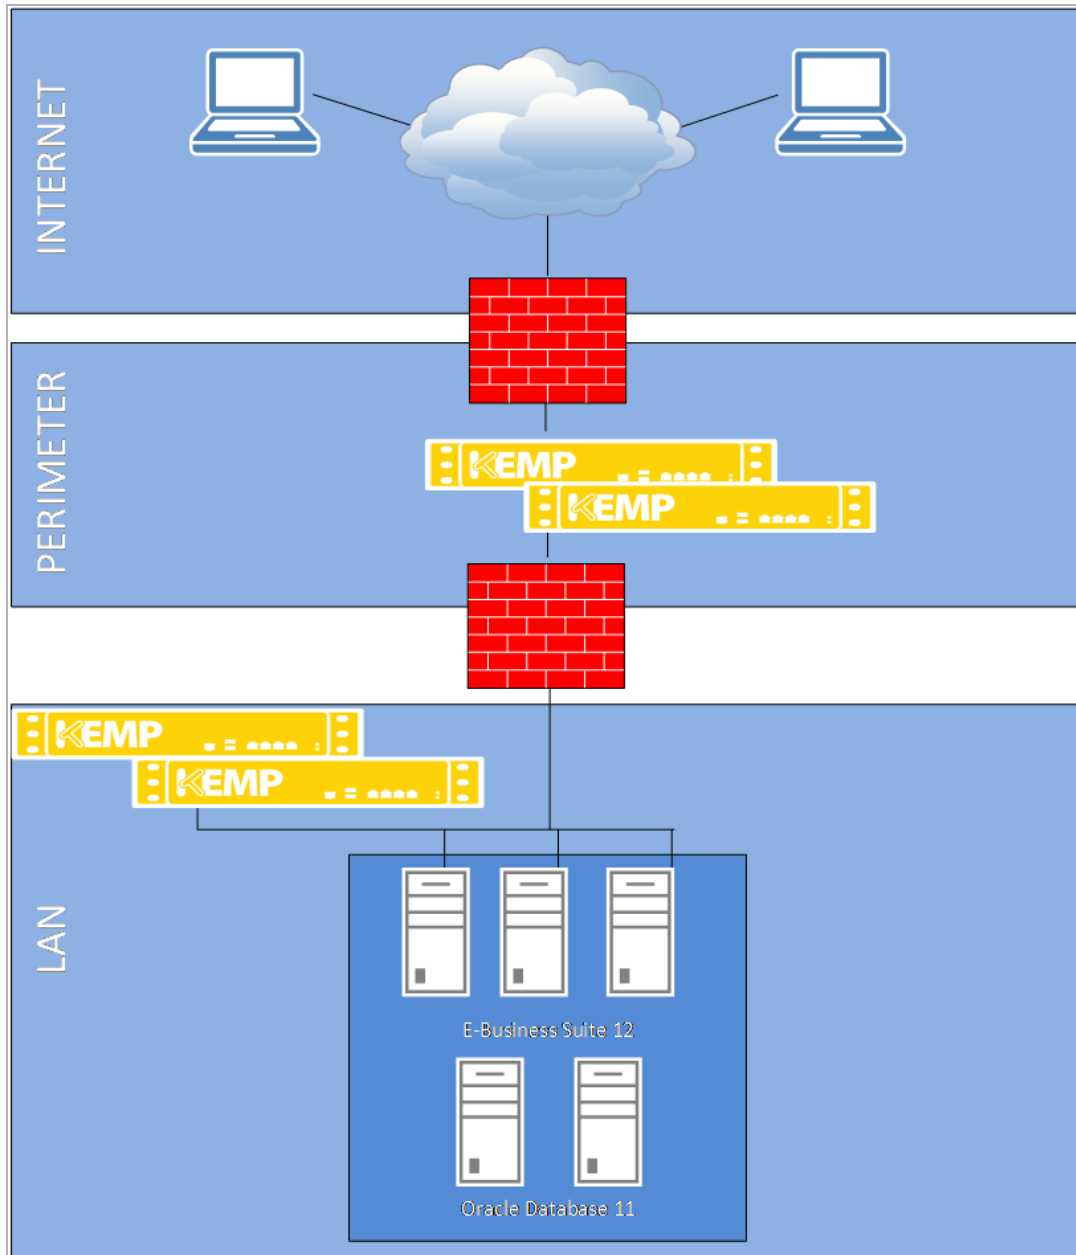 INTERNET
PERIMETER
KEMP
KEMP
KEMP
KEMP
LAN
E-Business Suite 12
Oracle Database 11